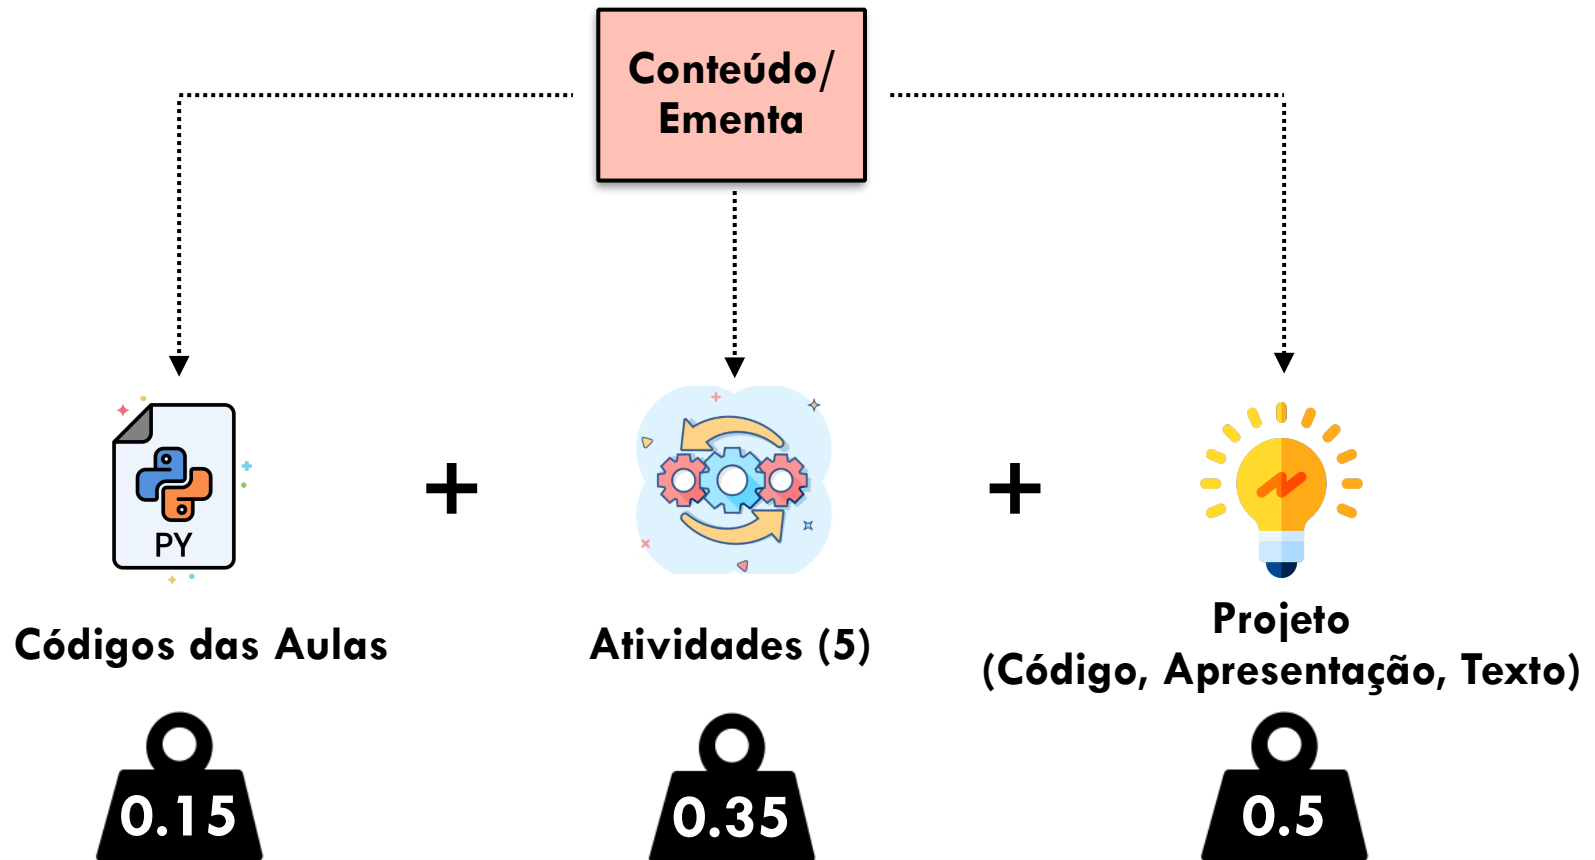 Conteúdo/
Ementa
PY
+
+
Códigos das Aulas
Atividades (5)
Projeto
(Código, Apresentação, Texto)
0.15
0.35
0.5